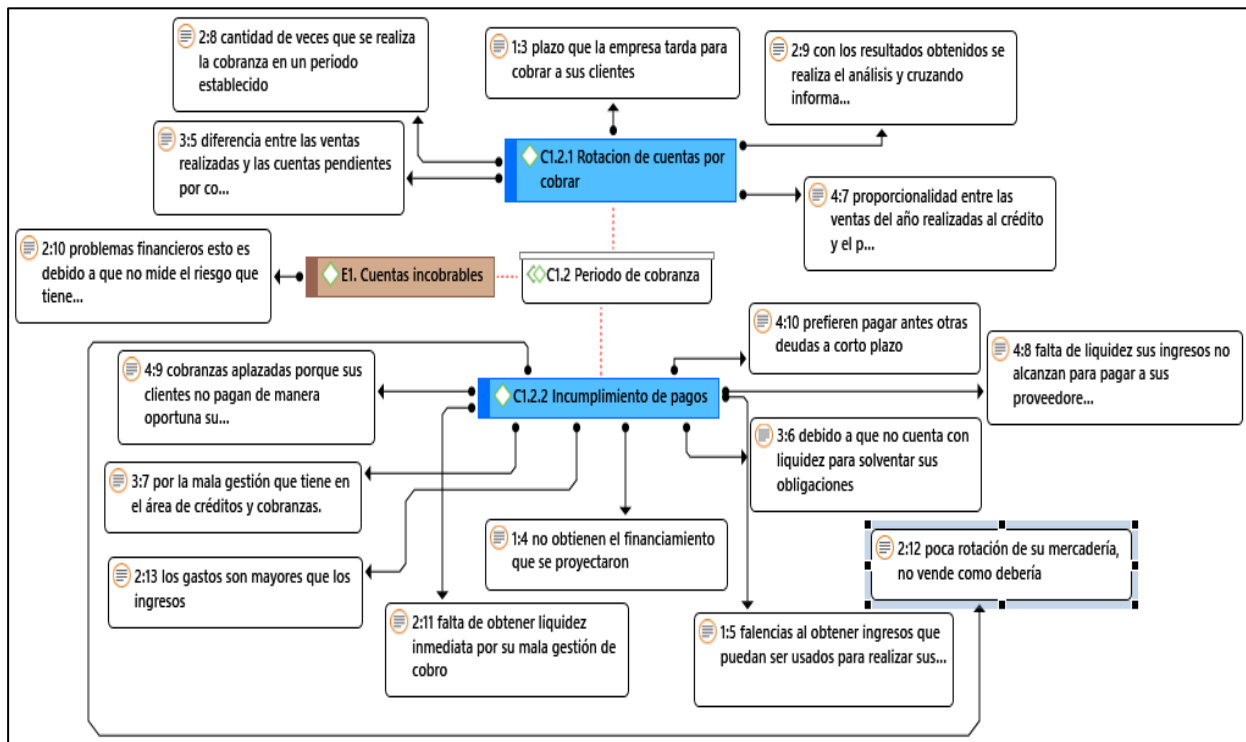 2:8 cantidad de veces que se realiza
la cobranza en un periodo
establecido
1:3 plazo que la empresa tarda para
cobrar a sus clientes
2:9 con los resultados obtenidos se
realiza el análisis y cruzando
informa...
3:5 diferencia entre las ventas
realizadas y las cuentas pendientes
por co...
C1.2.1 Rotacion de cuentas por
cobrar
4:7 proporcionalidad entre las
ventas del año realizadas al crédito
y el p...
2:10 problemas financieros esto es
debido a que no mide el riesgo que
tiene...
E1. Cuentas incobrables
C1.2 Periodo de cobranza
4:10 prefieren pagar antes otras
deudas a corto plazo
4:8 falta de liquidez sus ingresos no
alcanzan para pagar a sus
proveedore...
4:9 cobranzas aplazadas porque sus
clientes no pagan de manera
oportuna su...
C1.2.2 Incumplimiento de pagos
3:6 debido a que no cuenta con
liquidez para solventar sus
obligaciones
3:7 por la mala gestión que tiene en
el área de créditos y cobranzas.
1:4 no obtienen el financiamiento
que se proyectaron
2:12 poca rotación de su mercadería,
no vende como debería
2:13 los gastos son mayores que los
ingresos
2:11 falta de obtener liquidez
inmediata por su mala gestión de
cobro
1:5 falencias al obtener ingresos que
puedan ser usados para realizar sus...